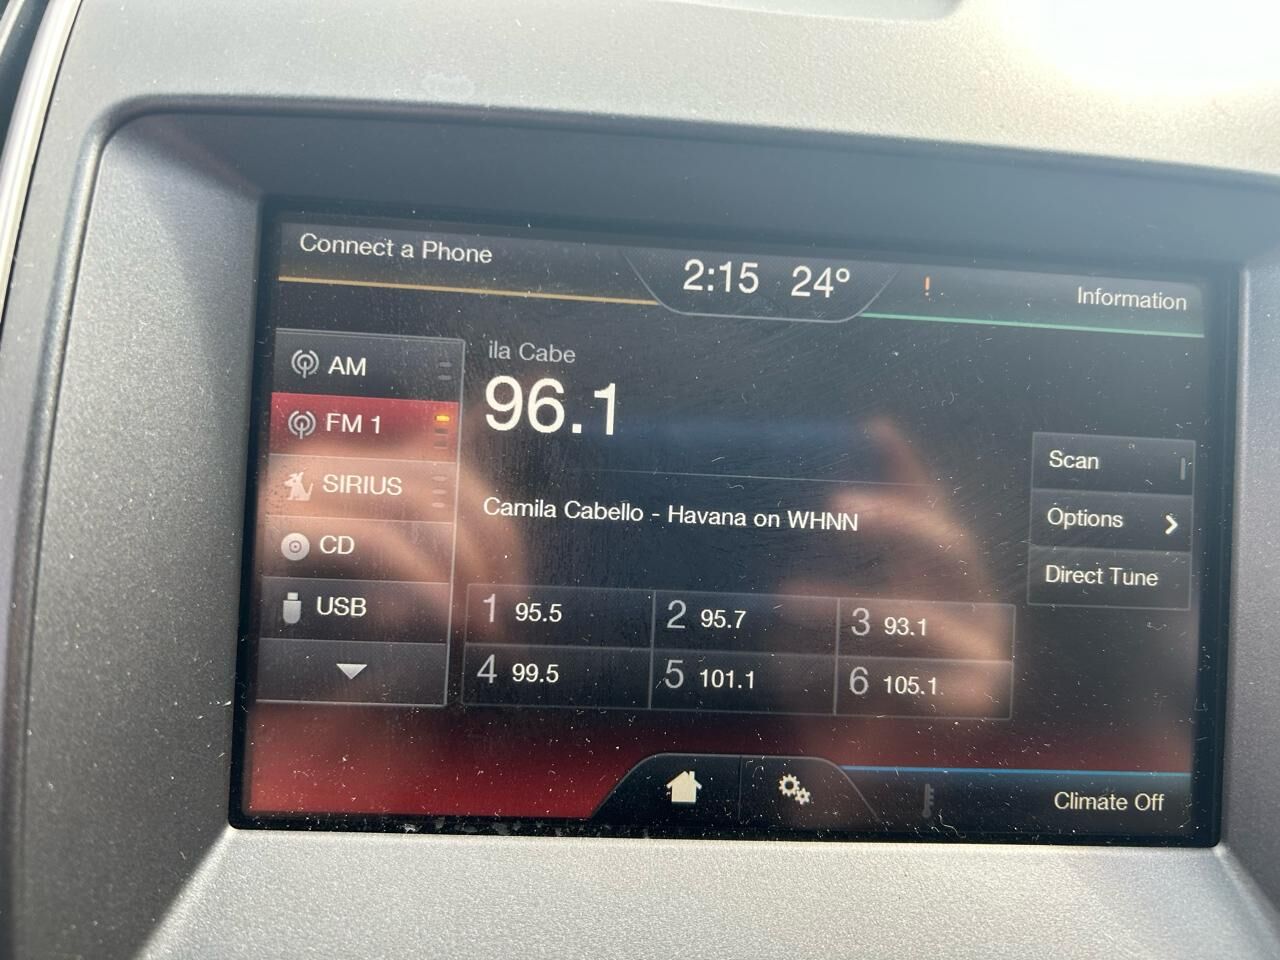 Connect a Phone
2:15 24° !
Information
AM
FM 1
SIRIUS
CD
USB
ila Cabe
96.1
Camila Cabello - Havana on WHNN
Scan
Options
Direct Tune
1 95.5 2 95.7 3 93.1
4 99.5 5 101.1 6 105.1
Climate Off